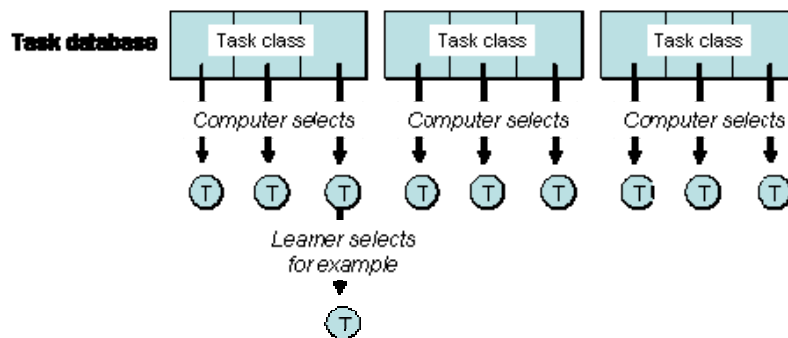 Task database
Task class
Task class
Task class
Computer selects
Computer selects
Computer selects
T
T
T
T
T
T
T
T
T
Learner selects
for example
T